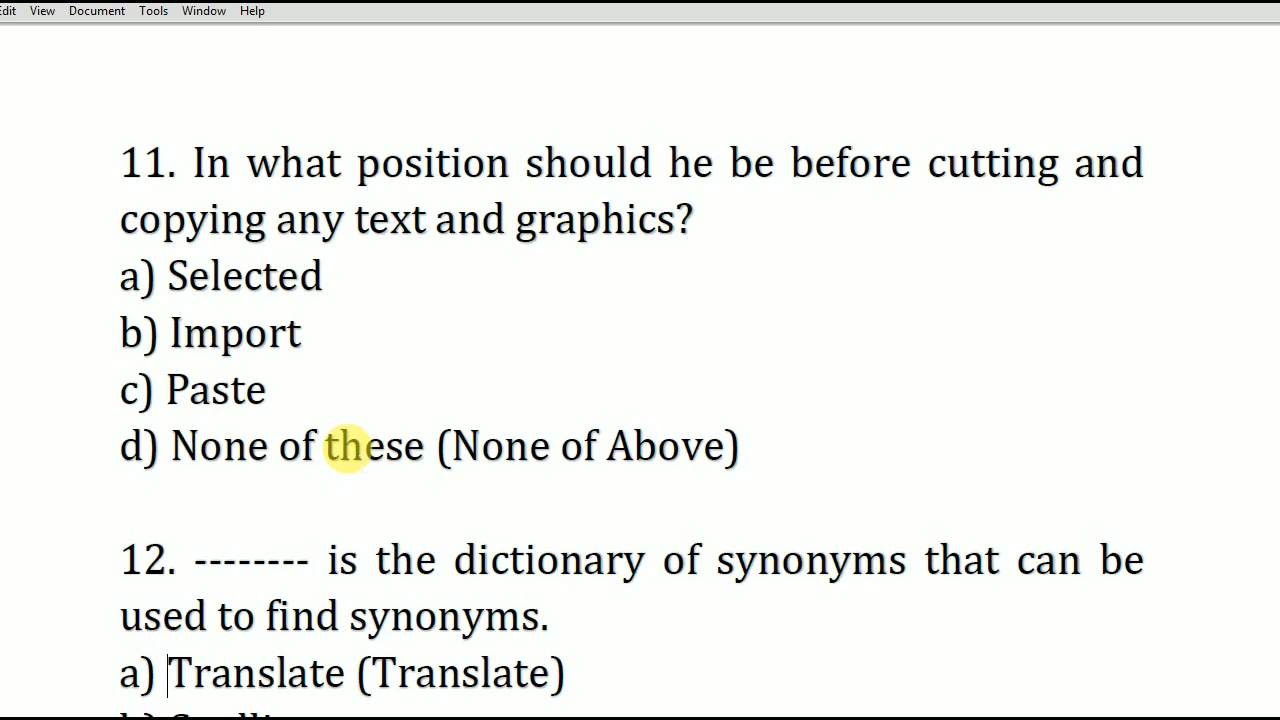 Edit View Document Tools Window Help
11. In what position should he be before cutting and
copying any text and graphics?
a) Selected
b) Import
c) Paste
d) None of these (None of Above)
12. -------- is the dictionary of synonyms that can be
used to find synonyms.
a) Translate (Translate)